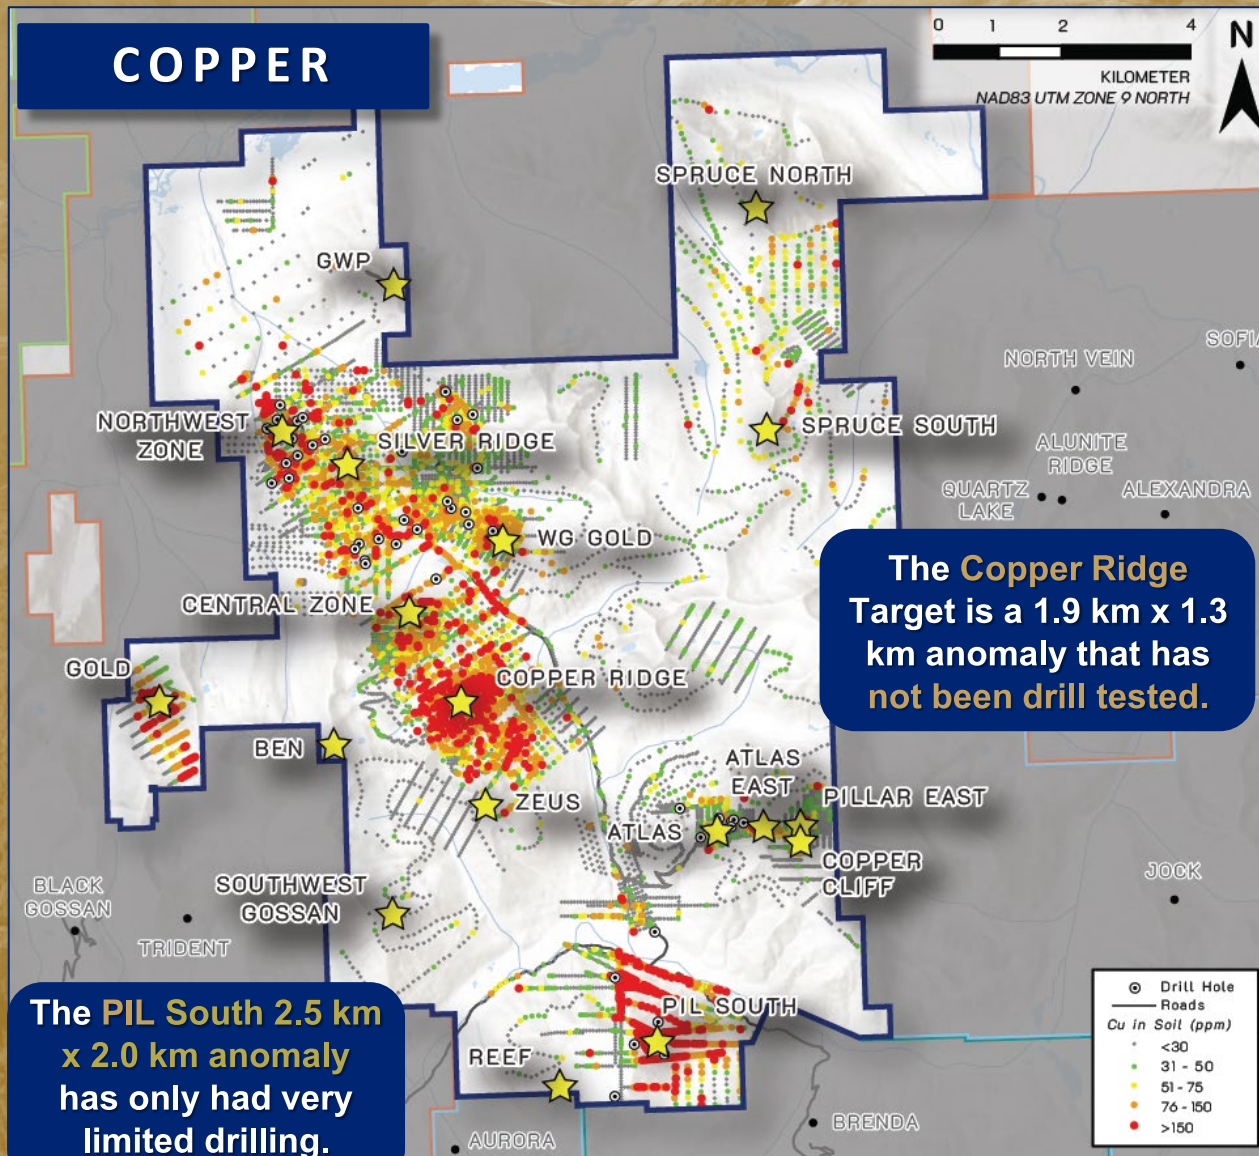 COPPER
0 1 2 4
KILOMETER
NAD83 UTM ZONE 9 NORTH
N
SPRUCE NORTH
GWP
SOFIA
NORTH VEIN
NORTHWEST
ZONE
SILVER RIDGE
SPRUCE SOUTH
ALUNITE
RIDGE
QUARTZ
LAKE
ALEXANDRA
WG GOLD
The Copper Ridge
Target is a 1.9 km x 1.3
km anomaly that has
not been drill tested.
CENTRAL ZONE
GOLD
COPPER RIDGE
BEN
ATLAS
EAST
ZEUS
PILLAR EAST
ATLAS
COPPER
CLIFF
BLACK
GOSSAN
SOUTHWEST
GOSSAN
JOCK
TRIDENT
The PIL South 2.5 km
x 2.0 km anomaly
has only had very
limited drilling.
PIL SOUTH
REEF
AURORA
BRENDA
Drill Hole
Roads
Cu in Soil (ppm)
<30
31 - 50
51 - 75
76 - 150
>150